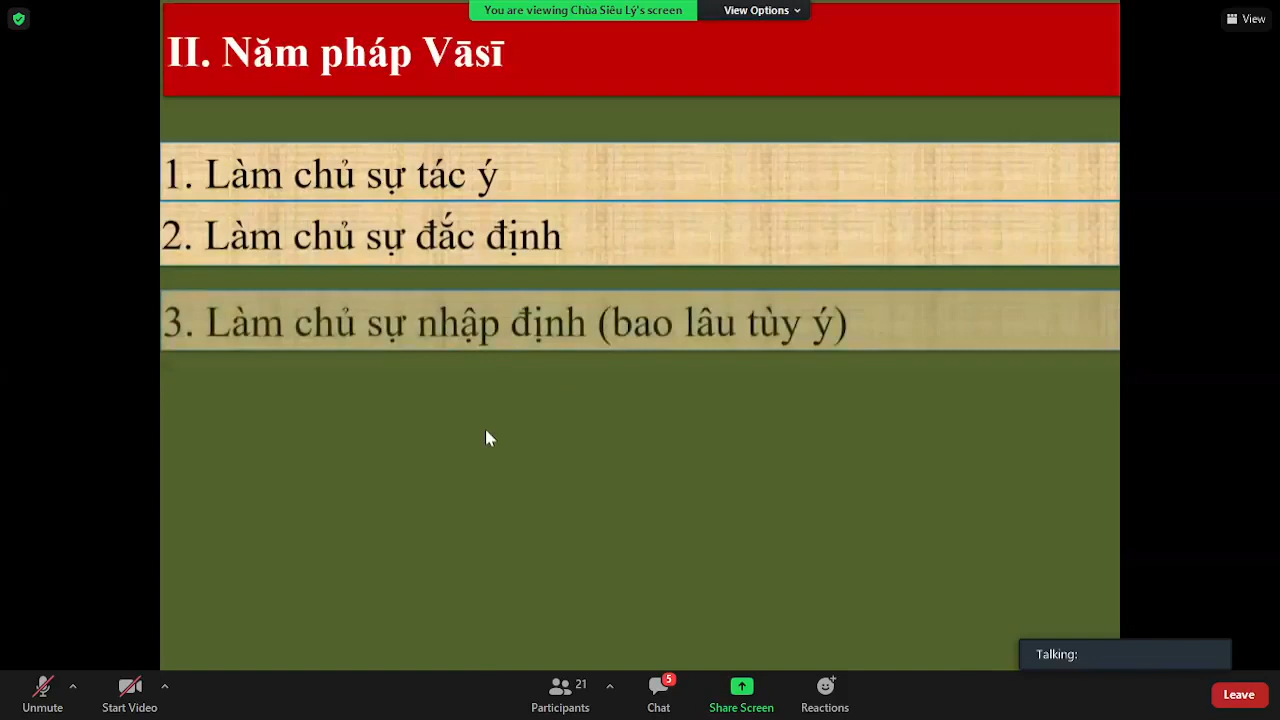 You are viewing Chùa Siêu Lý's screen
View Options
View
II. Năm pháp Vāsī
1. Làm chủ sự tác ý
2. Làm chủ sự đắc định
3. Làm chủ sự nhập định (bao lâu tùy ý)
Talking:
Unmute
Start Video
21
Participants
5
Chat
Share Screen
Reactions
Leave